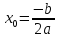 x₀ = −b / 2a